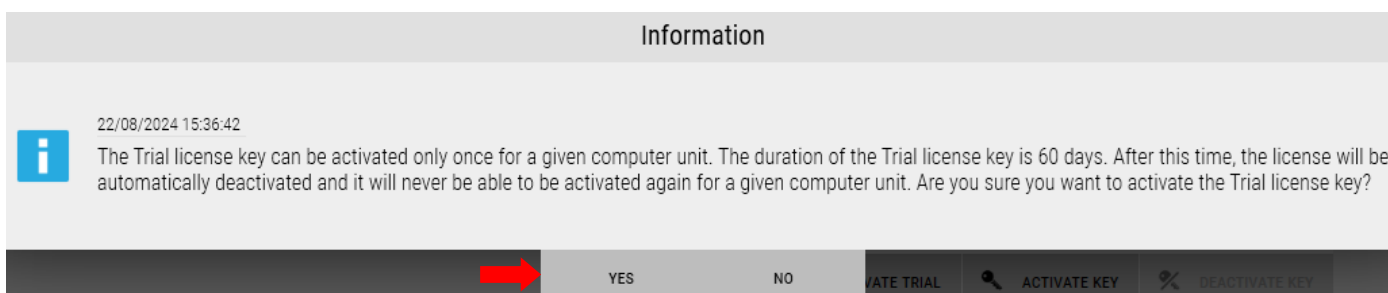 Information
22/08/2024 15:36:42
The Trial license key can be activated only once for a given computer unit. The duration of the Trial license key is 60 days. After this time, the license will be
automatically deactivated and it will never be able to be activated again for a given computer unit. Are you sure you want to activate the Trial license key?
YES NO VATE TRIAL ACTIVATE KEY DEACTIVATE KEY